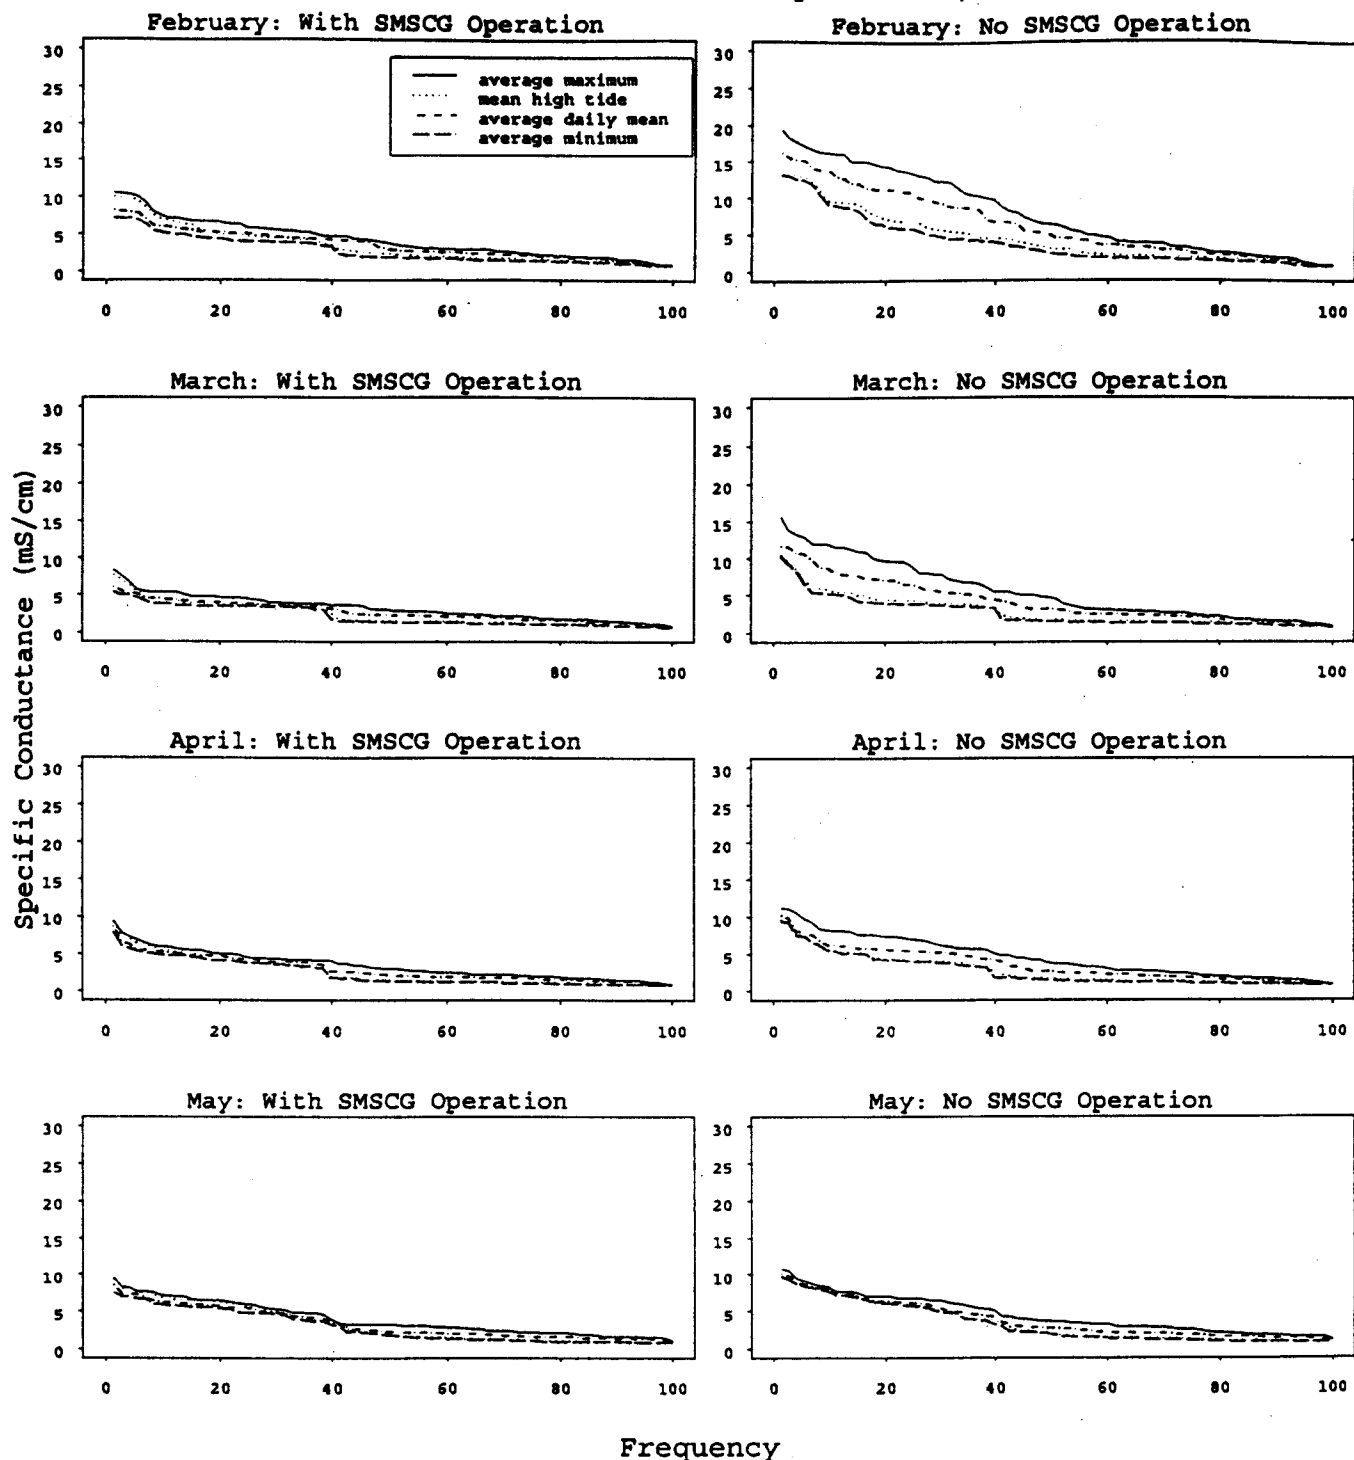 February: With SMSCG Operation
February: No SMSCG Operation
30
25
20
15
10
5
0
average maximum
mean high tide
average daily mean
average minimum
0 20 40 60 80 100
30
25
20
15
10
5
0
0 20 40 60 80 100
March: With SMSCG Operation
March: No SMSCG Operation
30
25
20
15
10
5
0
0 20 40 60 80 100
30
25
20
15
10
5
0
0 20 40 60 80 100
Specific Conductance (mS/cm)
April: With SMSCG Operation
April: No SMSCG Operation
30
25
20
15
10
5
0
0 20 40 60 80 100
30
25
20
15
10
5
0
0 20 40 60 80 100
May: With SMSCG Operation
May: No SMSCG Operation
30
25
20
15
10
5
0
0 20 40 60 80 100
30
25
20
15
10
5
0
0 20 40 60 80 100
Frequency